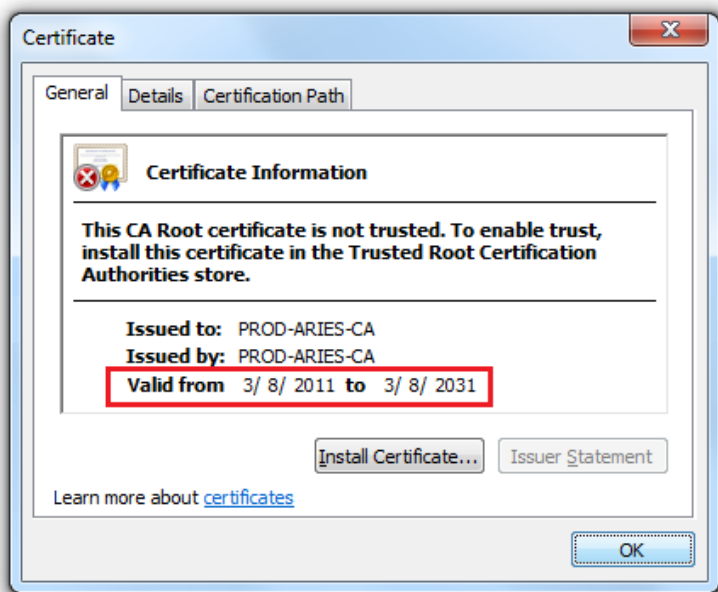 Certificate
General Details Certification Path
Certificate Information
This CA Root certificate is not trusted. To enable trust,
install this certificate in the Trusted Root Certification
Authorities store.
Issued to: PROD-ARIES-CA
Issued by: PROD-ARIES-CA
Valid from 3/ 8/ 2011 to 3/ 8/ 2031
Install Certificate... Issuer Statement
Learn more about certificates
OK